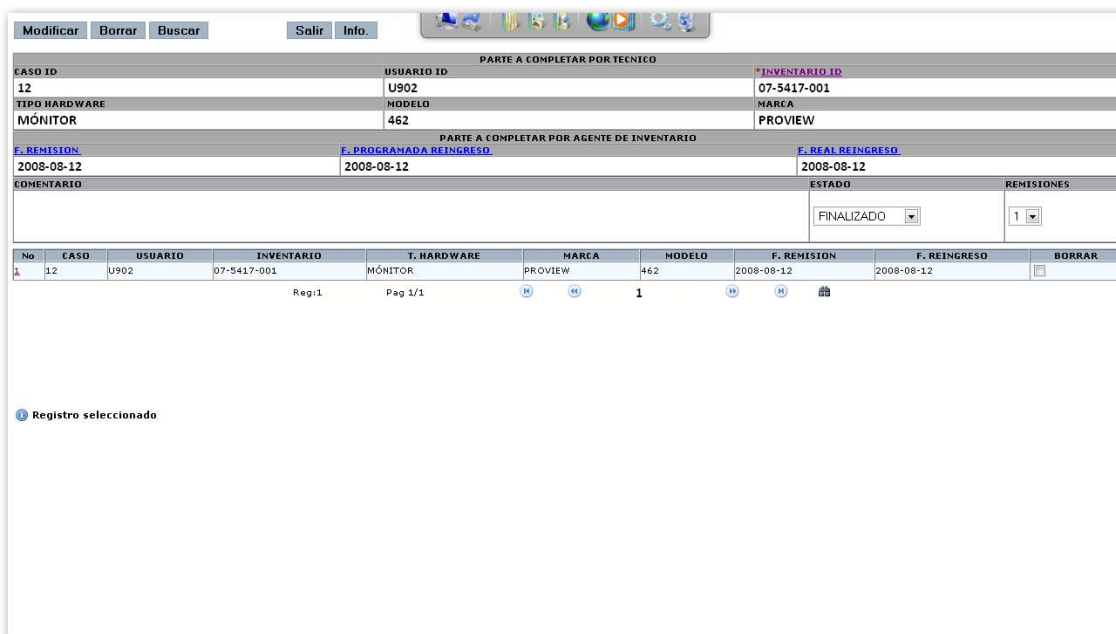 Modificar Borrar Buscar Salir Info.
PARTE A COMPLETAR POR TECNICO
CASO ID USUARIO ID *INVENTARIO ID
12 U902 07-5417-001
TIPO HARDWARE MODELO MARCA
MÓNITOR 462 PROVIEW
PARTE A COMPLETAR POR AGENTE DE INVENTARIO
F. REMISION F. PROGRAMADA REINGRESO F. REAL REINGRESO
2008-08-12 2008-08-12 2008-08-12
COMENTARIO ESTADO REMISIONES
FINALIZADO 1
No CASO USUARIO INVENTARIO T. HARDWARE MARCA MODELO F. REMISION F. REINGRESO BORRAR
1 12 U902 07-5417-001 MÓNITOR PROVIEW 462 2008-08-12 2008-08-12
Reg:1 Pag 1/1 1
Registro seleccionado